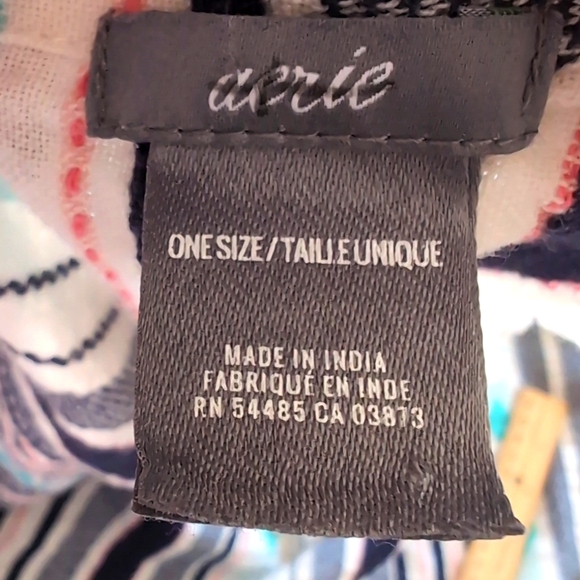 aerie
ONE SIZE/TAILLE UNIQUE
MADE IN INDIA
FABRIQUÉ EN INDE
RN 54485 CA 03873